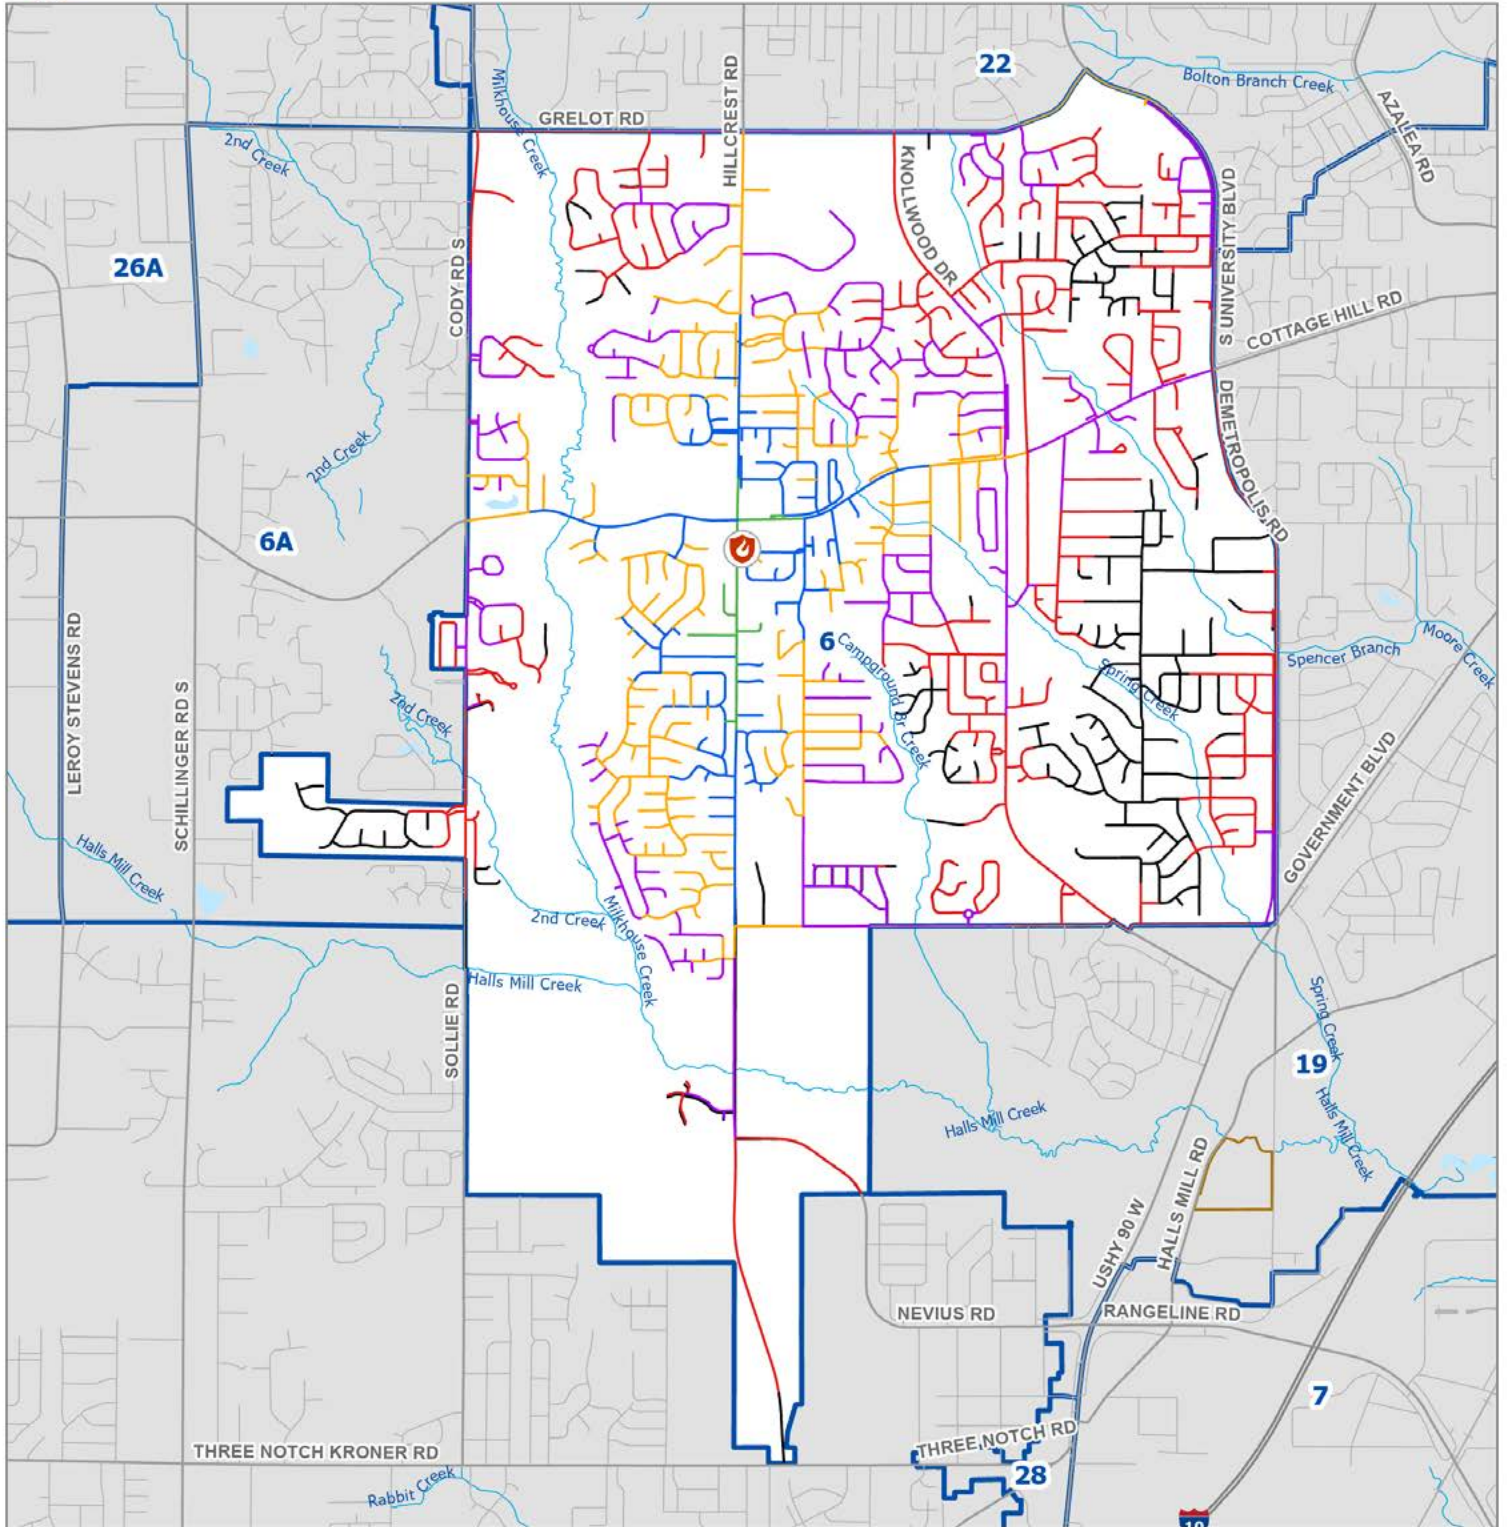 22
Bolton Branch Creek
AZALEA RD
GRELOT RD
Milkhouse Creek
HILLCREST RD
2nd Creek
KNOLLWOOD DR
S UNIVERSITY BLVD
26A
CODY RD S
COTTAGE HILL RD
DEMETROPOLIS RD
2nd Creek
6A
6
Campground Br Creek
Spencer Branch
Moore Creek
LEROY STEVENS RD
SCHILLINGER RD S
2nd Creek
Spring Creek
GOVERNMENT BLVD
Halls Mill Creek
2nd Creek
Milkhouse Creek
Halls Mill Creek
SOLLIE RD
Spring Creek
19
Halls Mill Creek
Halls Mill Creek
HALLS MILL RD
USHY 90 W
NEVIUS RD
RANGELINE RD
7
THREE NOTCH KRONER RD
THREE NOTCH RD
28
Rabbit Creek
10